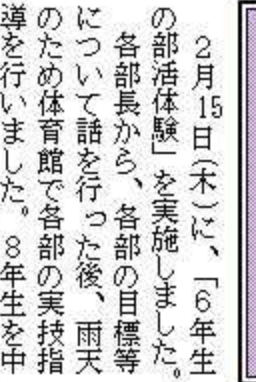 2月15日(木)に、「6年生
の部活体験」を実施しました。
各部長から、各部の目標等
について話を行った後、雨天
のため体育館で各部の実技指
導を行いました。8年生を中